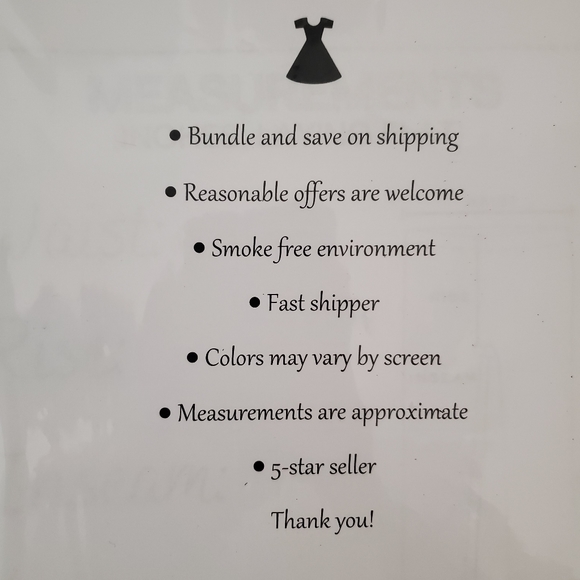 MEASUREMENTS
• Bundle and save on shipping
• Reasonable offers are welcome
• Smoke free environment
• Fast shipper
• Colors may vary by screen
• Measurements are approximate
• 5-star seller
Thank you!